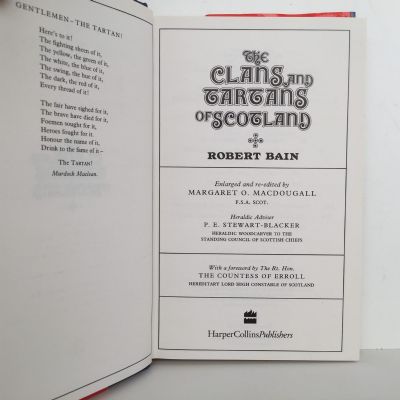 GENTLEMEN – THE TARTAN!
Here's to it!
The fighting sheen of it,
The yellow, the green of it,
The white, the blue of it,
The swing, the hue of it,
The dark, the red of it,
Every thread of it!
The fair have sighed for it,
The brave have died for it,
Foemen sought for it,
Heroes fought for it.
Honour the name of it,
Drink to the fame of it –
The Tartan!
Murdoch Maclean.
THE
CLANS AND
TARTANS
OF SCOTLAND
ROBERT BAIN
Enlarged and re-edited by
MARGARET O. MACDOUGALL
F.S.A. SCOT.
Heraldic Adviser
P. E. STEWART-BLACKER
HERALDIC WOODCARVER TO THE
STANDING COUNCIL OF SCOTTISH CHIEFS
With a foreword by The Rt. Hon.
THE COUNTESS OF ERROLL
HEREDITARY LORD HIGH CONSTABLE OF SCOTLAND
HarperCollinsPublishers